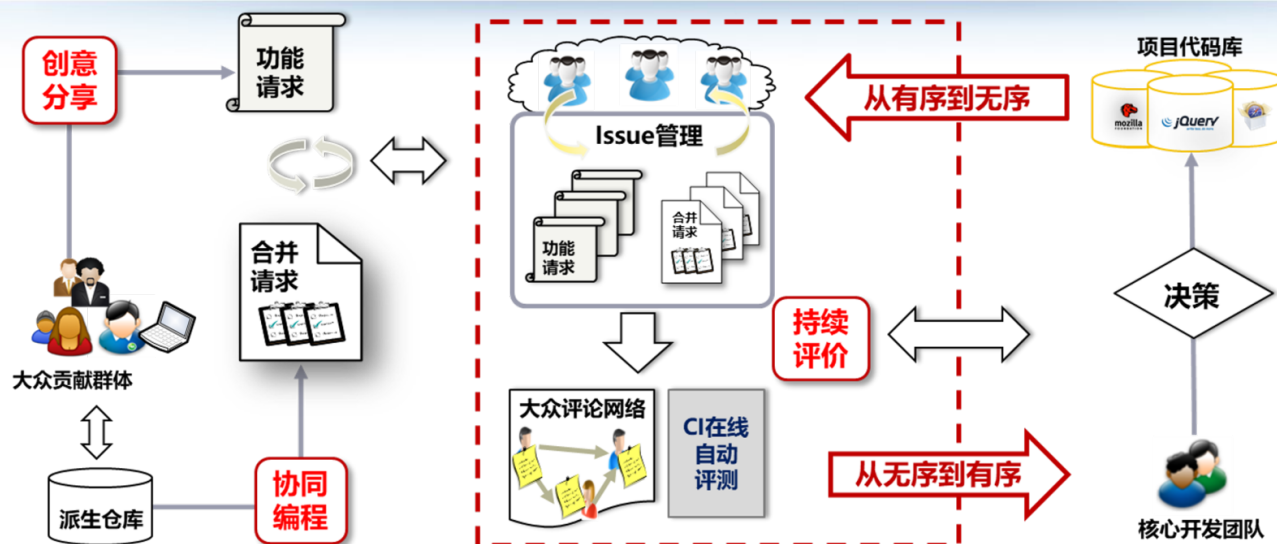 创意
分享
功能
请求
合并
请求
大众贡献群体
派生仓库
协同
编程
Issue管理
功能
请求
合并
请求
持续
评价
大众评论网络
CI在线
自动
评测
从有序到无序
从无序到有序
项目代码库
mozilla
FOUNDATION
jQuery
决策
核心开发团队